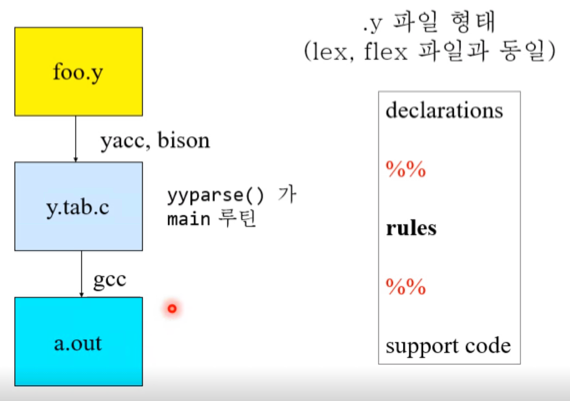 foo.y
yacc, bison
y.tab.c
yyparse() 가
main 루틴
gcc
a.out
.y 파일 형태
(lex, flex 파일과 동일)
declarations
%%
rules
%%
support code